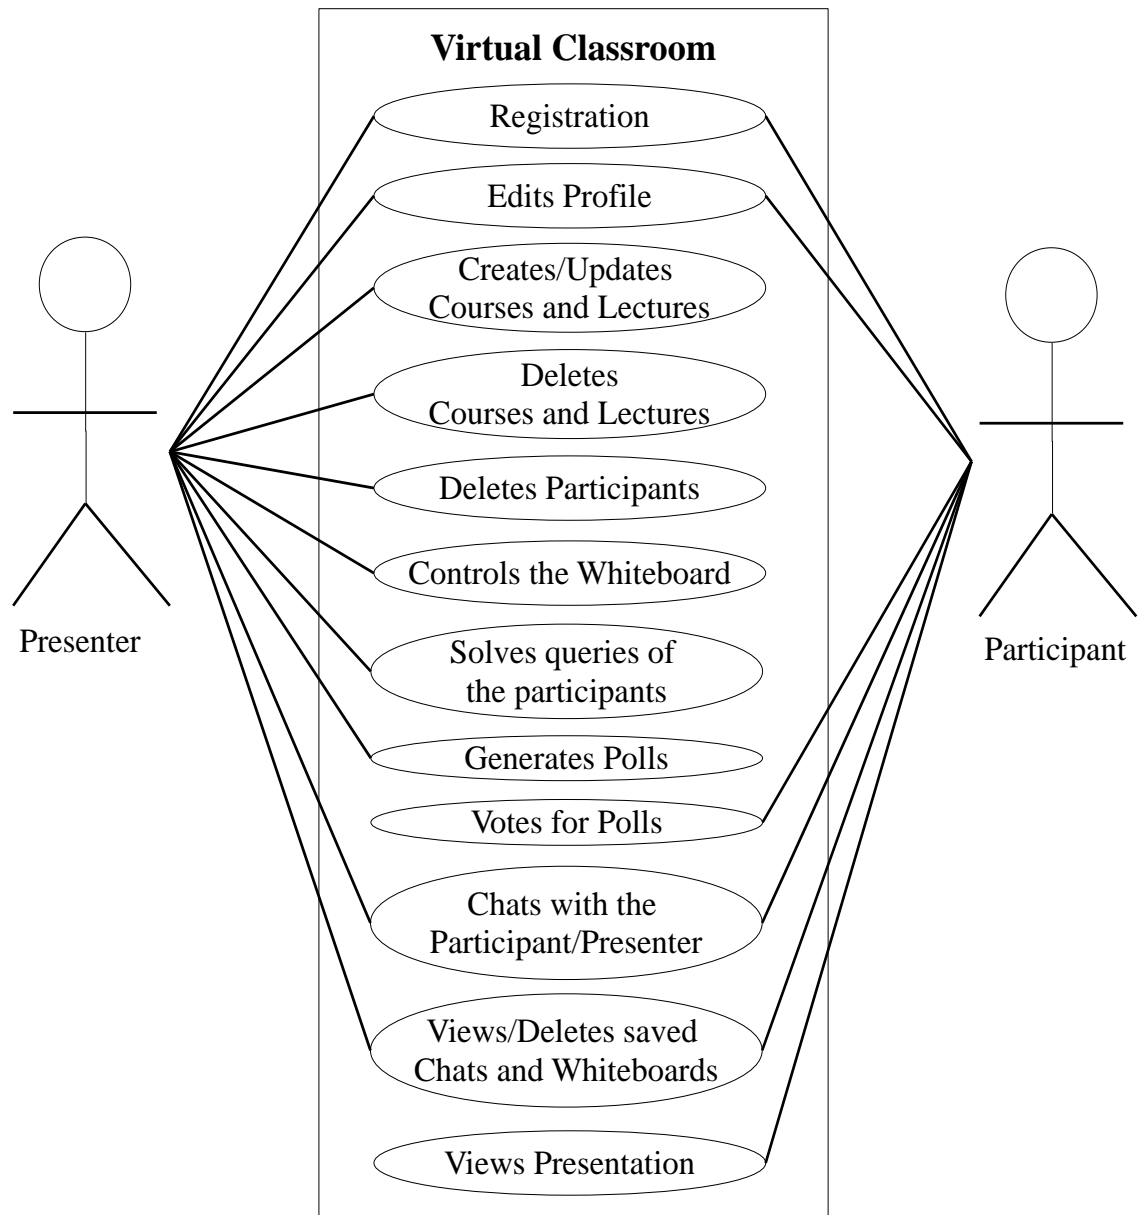 Virtual Classroom
Registration
Edits Profile
Creates/Updates
Courses and Lectures
Deletes
Courses and Lectures
Deletes Participants
Controls the Whiteboard
Solves queries of
the participants
Presenter
Participant
Generates Polls
Votes for Polls
Chats with the
Participant/Presenter
Views/Deletes saved
Chats and Whiteboards
Views Presentation